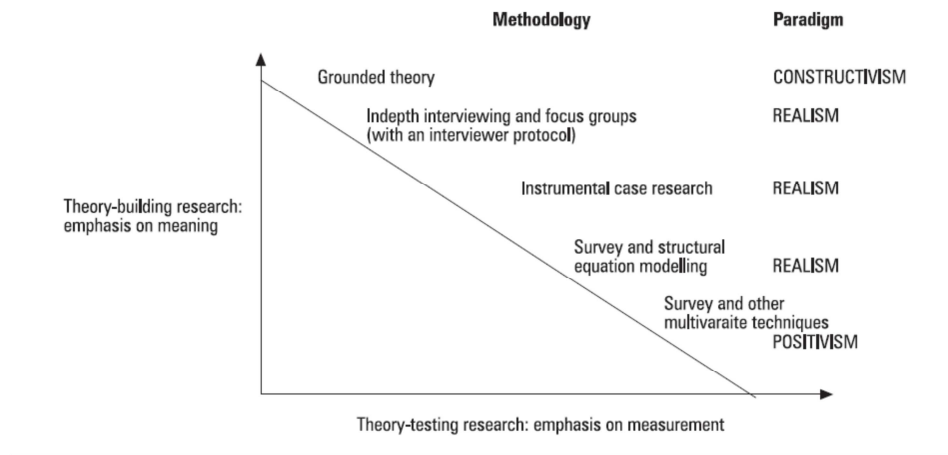 Methodology Paradigm
Grounded theory CONSTRUCTIVISM
Indepth interviewing and focus groups REALISM
(with an interviewer protocol)
Instrumental case research REALISM
Theory-building research:
emphasis on meaning
Survey and structural
equation modelling REALISM
Survey and other
multivaraite techniques
POSITIVISM
Theory-testing research: emphasis on measurement